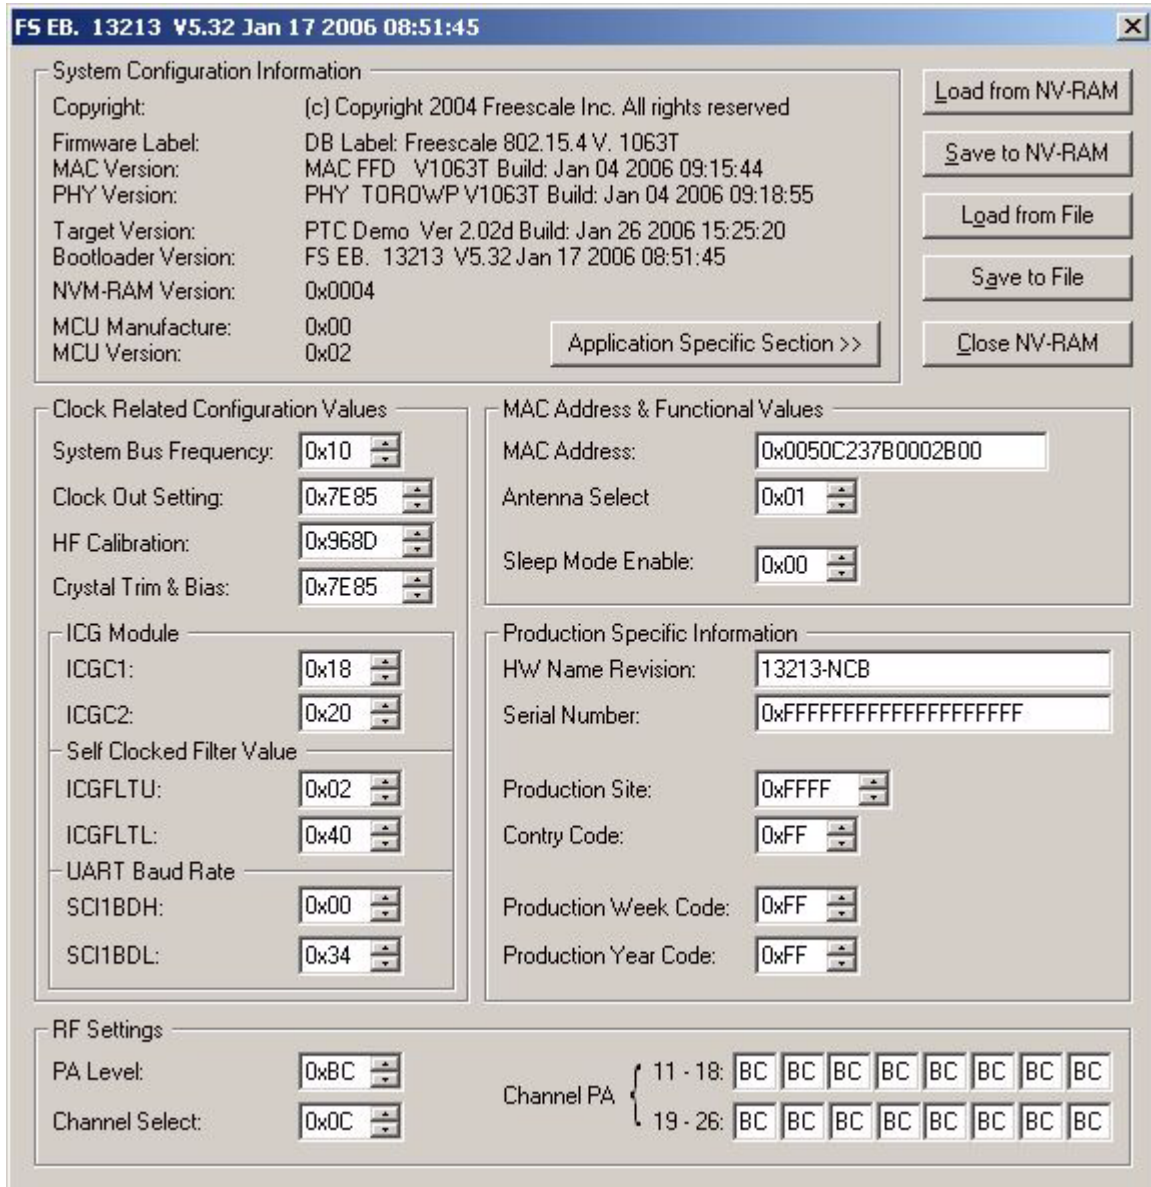 FS EB.  13213  V5.32 Jan 17 2006 08:51:45
System Configuration Information
Copyright: (c) Copyright 2004 Freescale Inc. All rights reserved
Firmware Label: DB Label: Freescale 802.15.4 V. 1063T
MAC Version: MAC FFD   V1063T Build: Jan 04 2006 09:15:44
PHY Version: PHY  TOROWP V1063T Build: Jan 04 2006 09:18:55
Target Version: PTC Demo  Ver 2.02d Build: Jan 26 2006 15:25:20
Bootloader Version: FS EB.  13213  V5.32 Jan 17 2006 08:51:45
NVM-RAM Version: 0x0004
MCU Manufacture: 0x00
MCU Version: 0x02
Application Specific Section >>
Load from NV-RAM
Save to NV-RAM
Load from File
Save to File
Close NV-RAM
Clock Related Configuration Values
System Bus Frequency: 0x10
Clock Out Setting: 0x7E85
HF Calibration: 0x968D
Crystal Trim & Bias: 0x7E85
ICG Module
ICGC1: 0x18
ICGC2: 0x20
Self Clocked Filter Value
ICGFLTU: 0x02
ICGFLTL: 0x40
UART Baud Rate
SCI1BDH: 0x00
SCI1BDL: 0x34
MAC Address & Functional Values
MAC Address: 0x0050C237B0002B00
Antenna Select 0x01
Sleep Mode Enable: 0x00
Production Specific Information
HW Name Revision: 13213-NCB
Serial Number: 0xFFFFFFFFFFFFFFFFFFFF
Production Site: 0xFFFF
Contry Code: 0xFF
Production Week Code: 0xFF
Production Year Code: 0xFF
RF Settings
PA Level: 0xBC
Channel Select: 0x0C
Channel PA
11 - 18: BC BC BC BC BC BC BC BC
19 - 26: BC BC BC BC BC BC BC BC